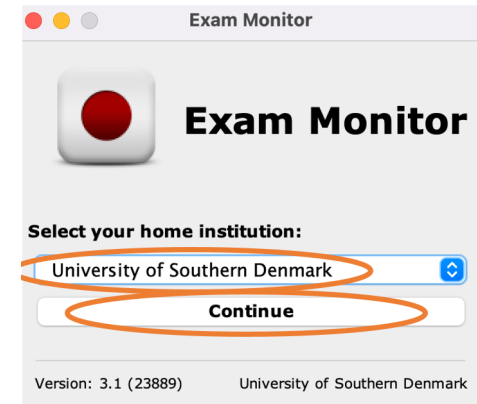 Exam Monitor
Exam Monitor
Select your home institution:
University of Southern Denmark
Continue
Version: 3.1 (23889) University of Southern Denmark